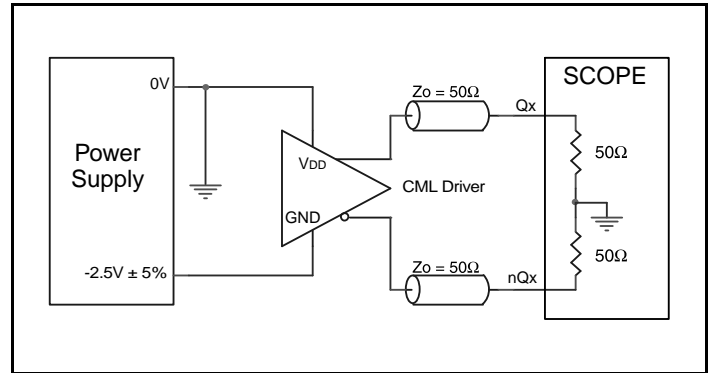 SCOPE
0V
Zo = 50Ω
Qx
Power
Supply
VDD
50Ω
CML Driver
GND
-2.5V ± 5%
Zo = 50Ω
nQx
50Ω